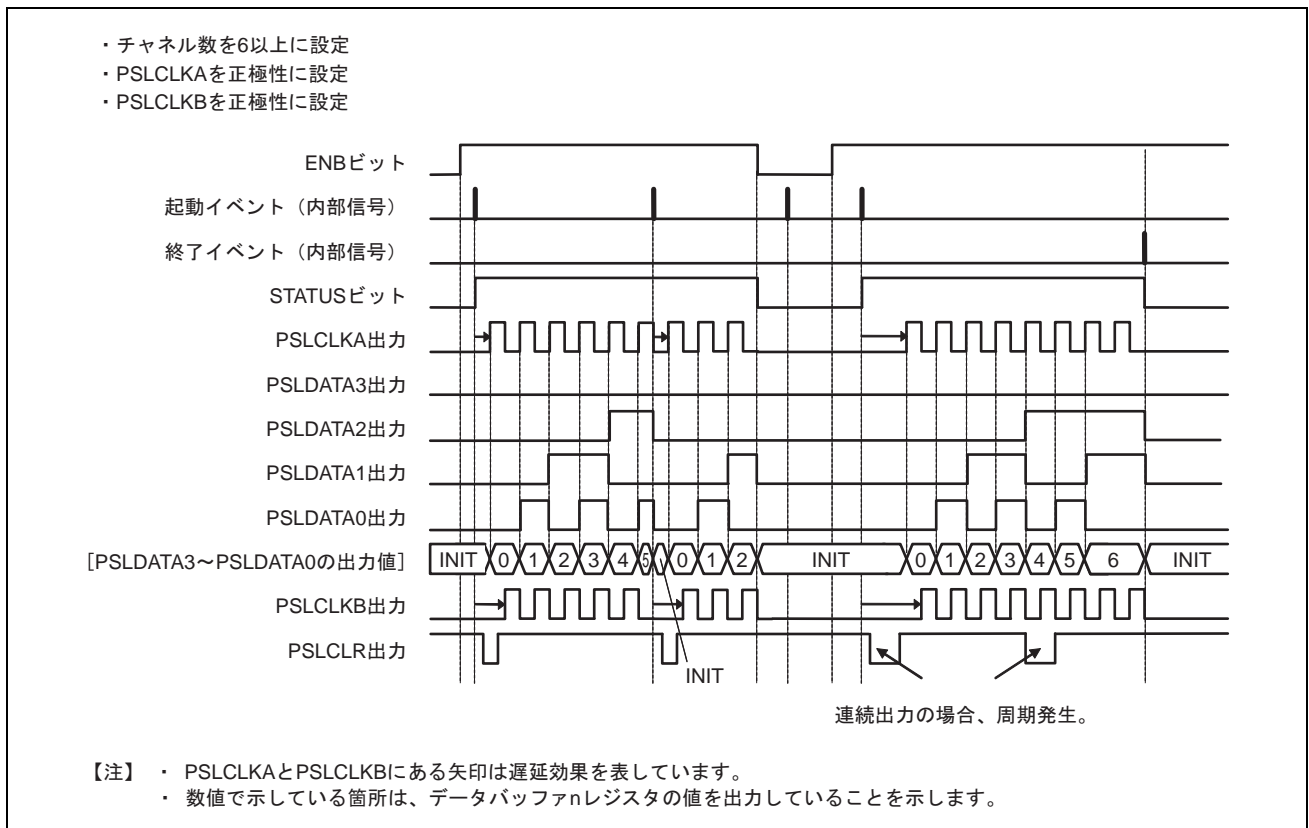 ・チャネル数を6以上に設定
・PSLCLKAを正極性に設定
・PSLCLKBを正極性に設定
ENBビット
起動イベント（内部信号）
終了イベント（内部信号）
STATUSビット
PSLCLKA出力
PSLDATA3出力
PSLDATA2出力
PSLDATA1出力
PSLDATA0出力
[PSLDATA3～PSLDATA0の出力値] INIT 0 1 2 3 4 5 0 1 2 INIT 0 1 2 3 4 5 6 INIT
PSLCLKB出力
PSLCLR出力
INIT
連続出力の場合、周期発生。
【注】 ・ PSLCLKAとPSLCLKBにある矢印は遅延効果を表しています。
・ 数値で示している箇所は、データバッファnレジスタの値を出力していることを示します。